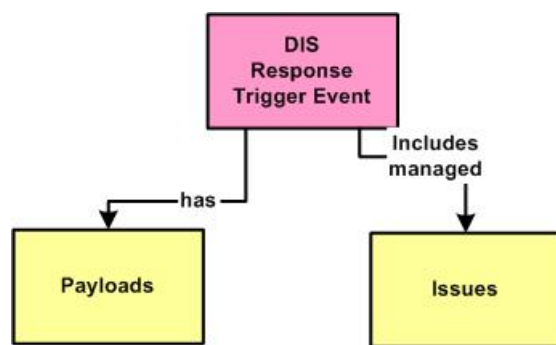 DIS
Response
Trigger Event
Includes
managed
has
Payloads
Issues